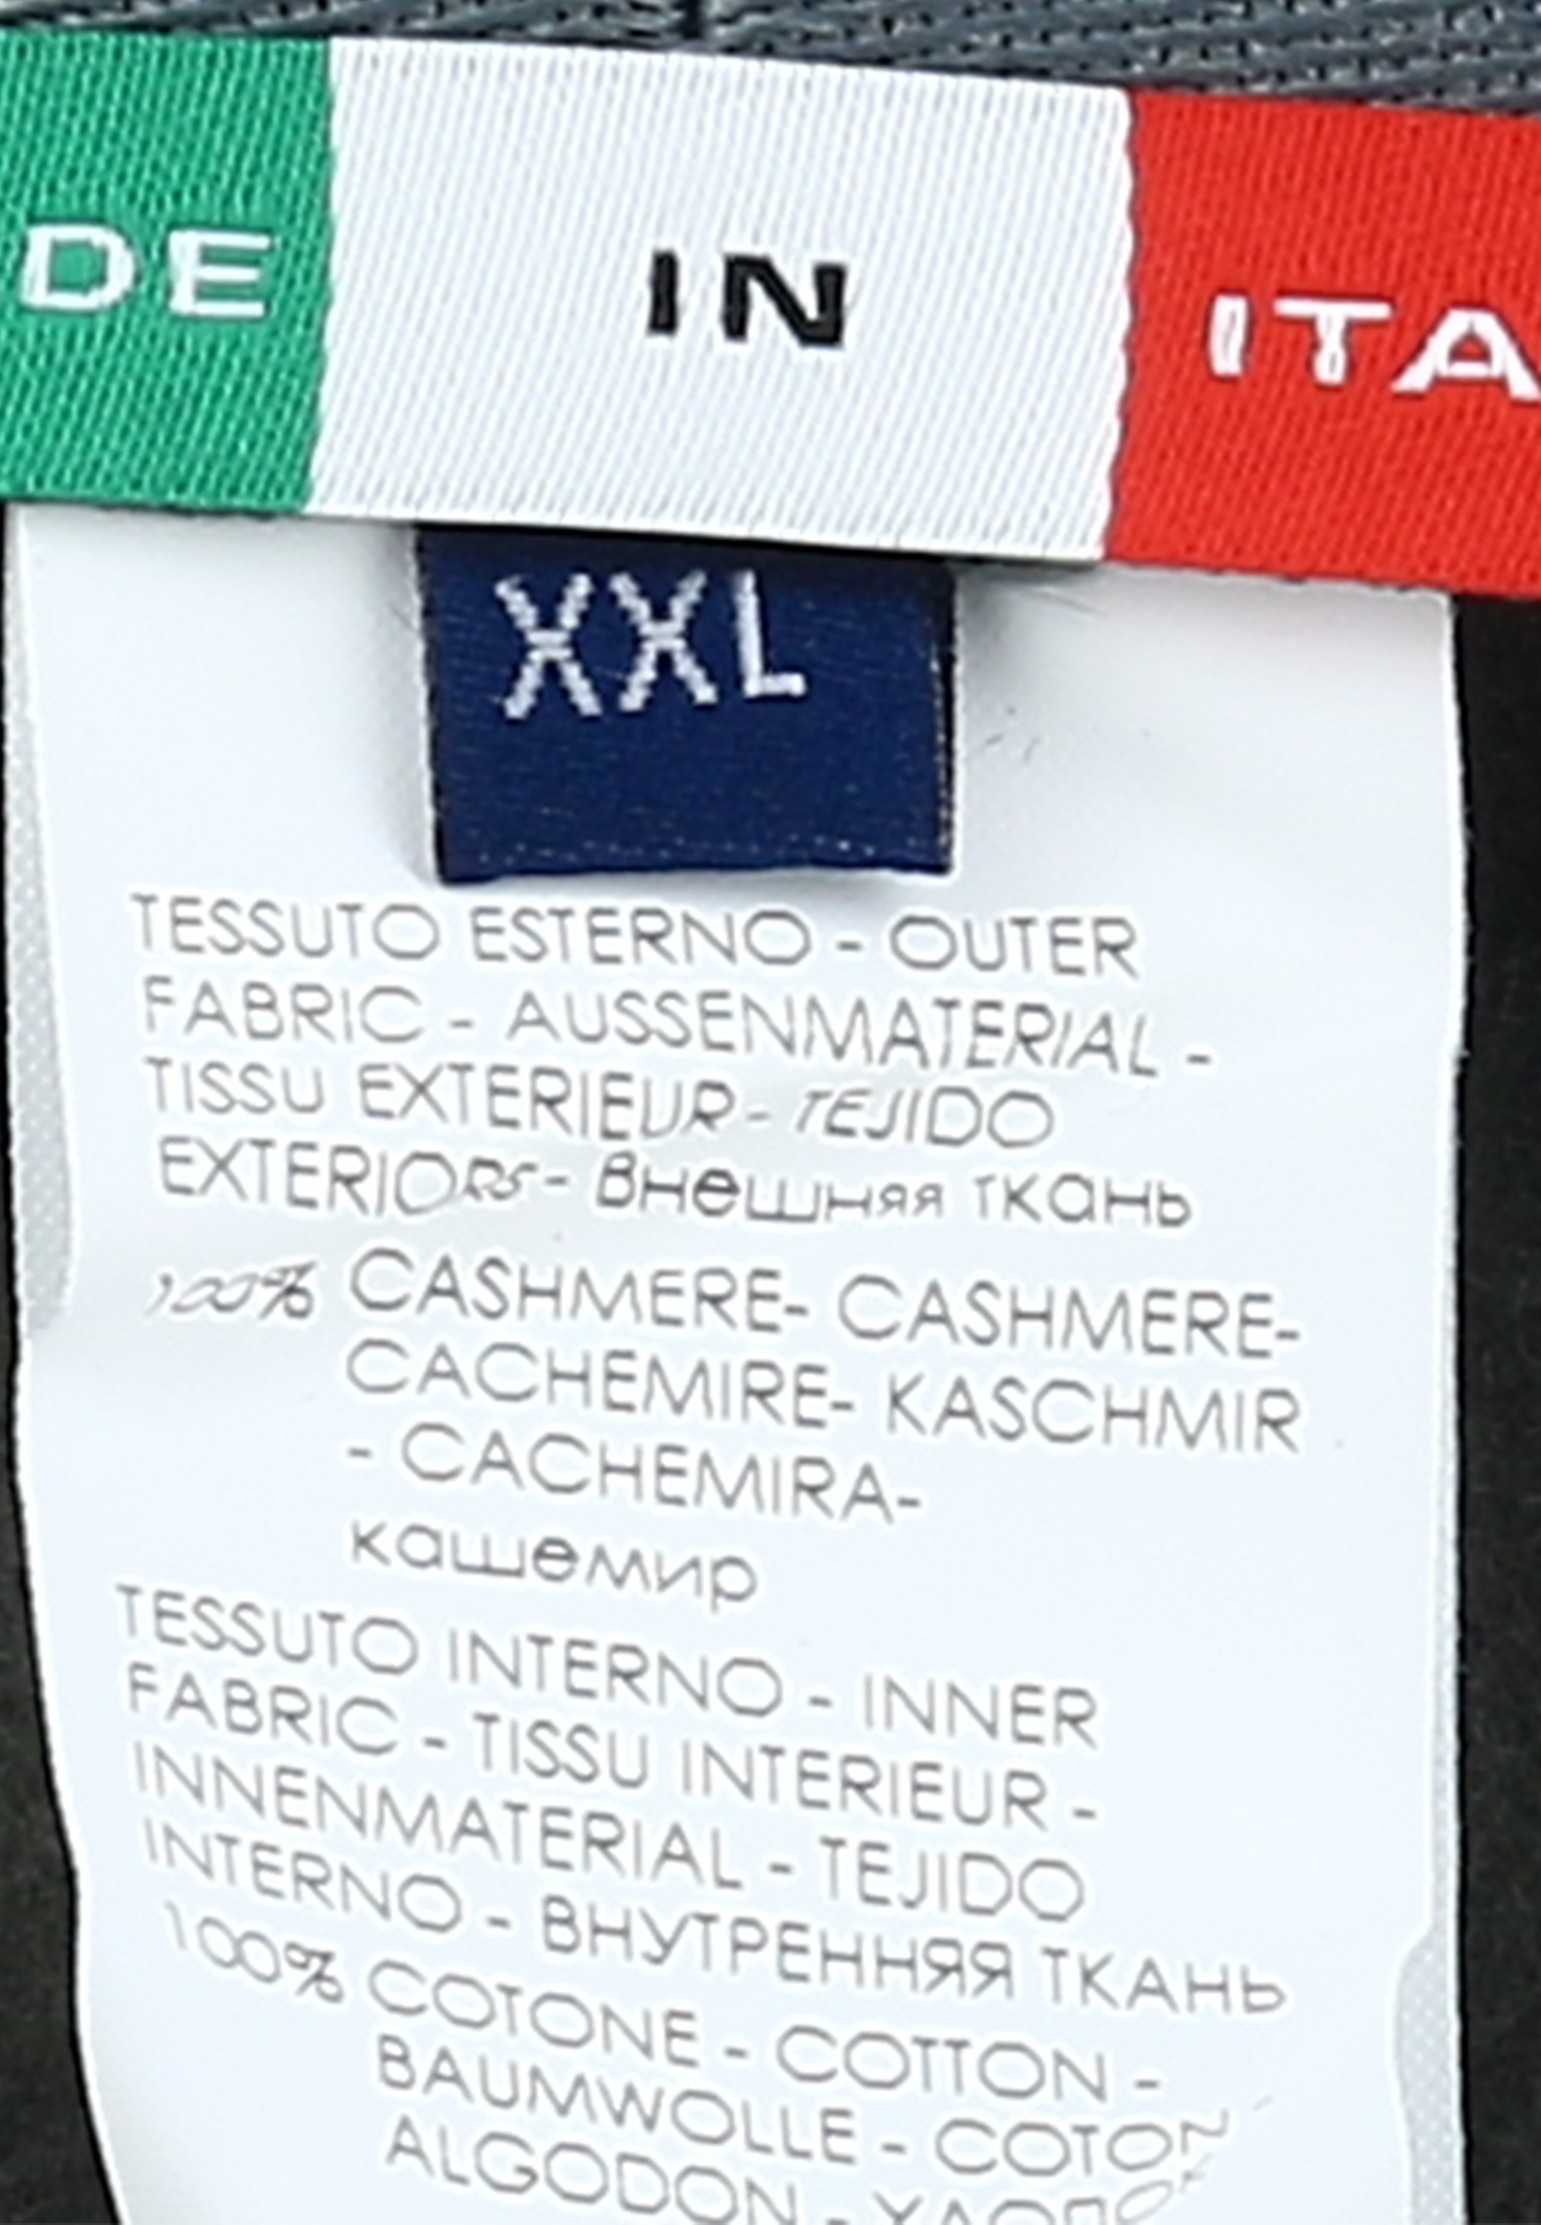 DE IN ITA
XXL
TESSUTO ESTERNO - OUTER
FABRIC - AUSSENMATERIAL -
TISSU EXTERIEUR - TEJIDO
EXTERIORS - Внешняя ткань
100% CASHMERE- CASHMERE-
CACHEMIRE- KASCHMIR
- CACHEMIRA-
кашемир
TESSUTO INTERNO - INNER
FABRIC - TISSU INTERIEUR -
INNENMATERIAL - TEJIDO
INTERNO - ВНУТРЕННЯЯ ТКАНЬ
100% COTONE - COTTON -
BAUMWOLLE - COTON
ALGODON -